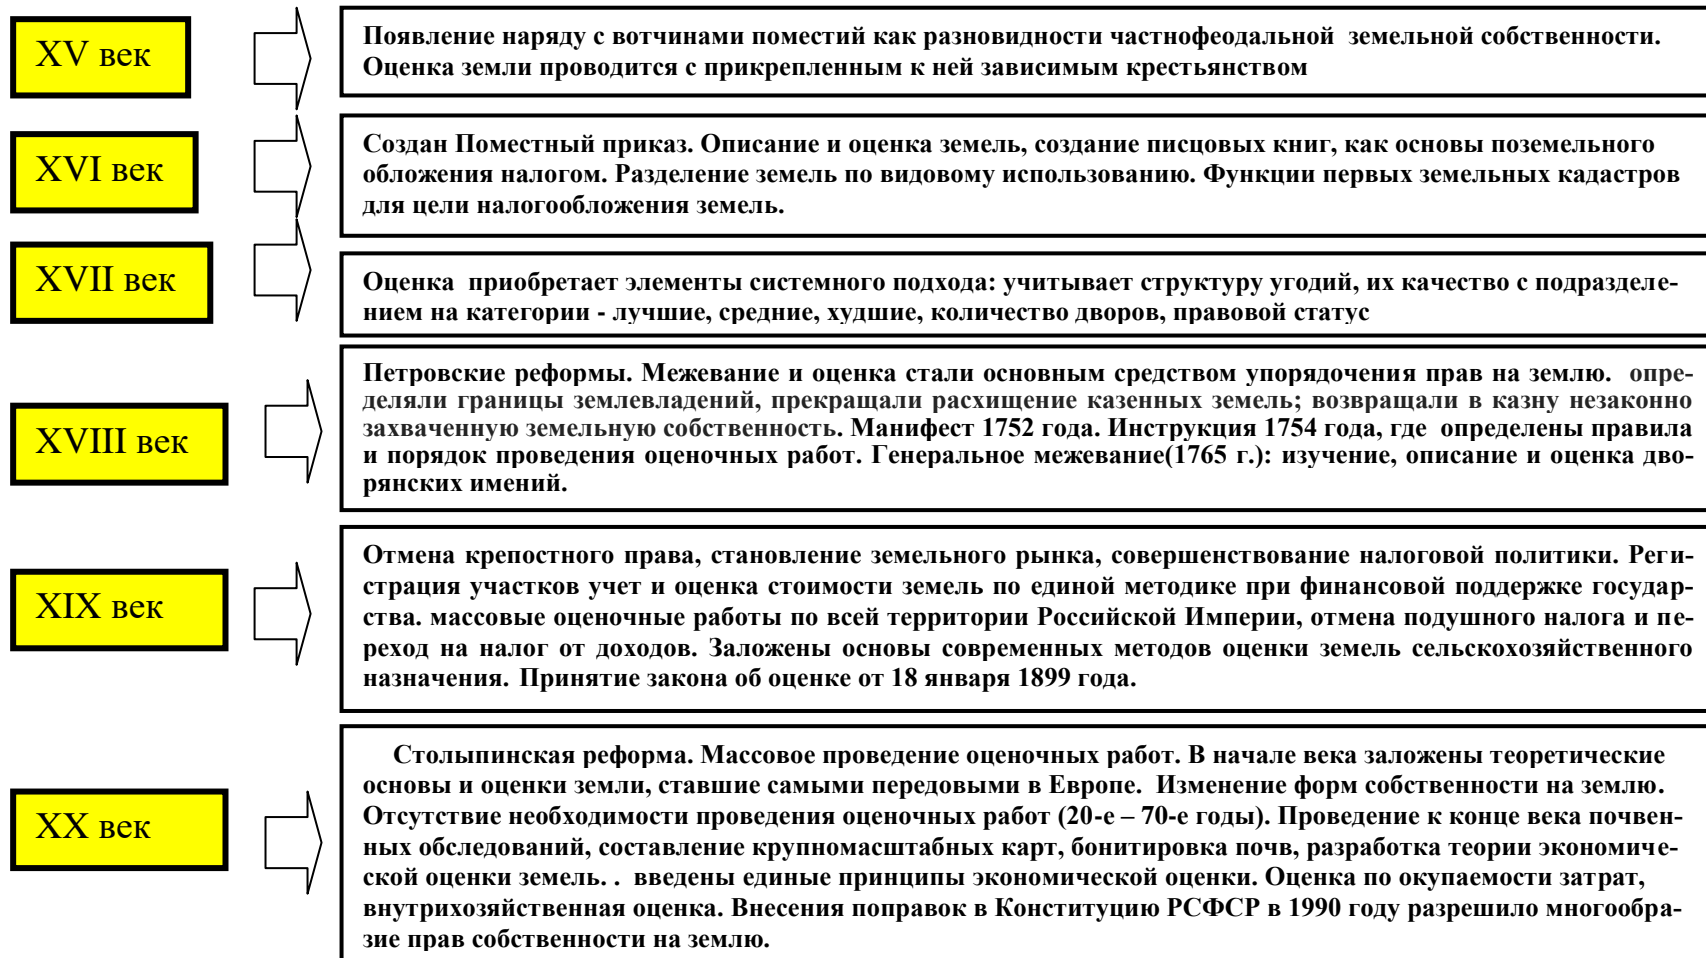 XV век
Появление наряду с вотчинами поместий как разновидности частнофеодальной земельной собственности.
Оценка земли проводится с прикрепленным к ней зависимым крестьянством
XVI век
Создан Поместный приказ. Описание и оценка земель, создание писцовых книг, как основы поземельного
обложения налогом. Разделение земель по видовому использованию. Функции первых земельных кадастров
для цели налогообложения земель.
XVII век
Оценка приобретает элементы системного подхода: учитывает структуру угодий, их качество с подразделе-
нием на категории - лучшие, средние, худшие, количество дворов, правовой статус
XVIII век
Петровские реформы. Межевание и оценка стали основным средством упорядочения прав на землю. опре-
деляли границы землевладений, прекращали расхищение казенных земель; возвращали в казну незаконно
захваченную земельную собственность. Манифест 1752 года. Инструкция 1754 года, где определены правила
и порядок проведения оценочных работ. Генеральное межевание(1765 г.): изучение, описание и оценка дво-
рянских имений.
XIX век
Отмена крепостного права, становление земельного рынка, совершенствование налоговой политики. Реги-
страция участков учет и оценка стоимости земель по единой методике при финансовой поддержке государ-
ства. массовые оценочные работы по всей территории Российской Империи, отмена подушного налога и пе-
реход на налог от доходов. Заложены основы современных методов оценки земель сельскохозяйственного
назначения. Принятие закона об оценке от 18 января 1899 года.
XX век
Столыпинская реформа. Массовое проведение оценочных работ. В начале века заложены теоретические
основы и оценки земли, ставшие самыми передовыми в Европе. Изменение форм собственности на землю.
Отсутствие необходимости проведения оценочных работ (20-е – 70-е годы). Проведение к конце века почвен-
ных обследований, составление крупномасштабных карт, бонитировка почв, разработка теории экономиче-
ской оценки земель. . введены единые принципы экономической оценки. Оценка по окупаемости затрат,
внутрихозяйственная оценка. Внесения поправок в Конституцию РСФСР в 1990 году разрешило многообра-
зие прав собственности на землю.